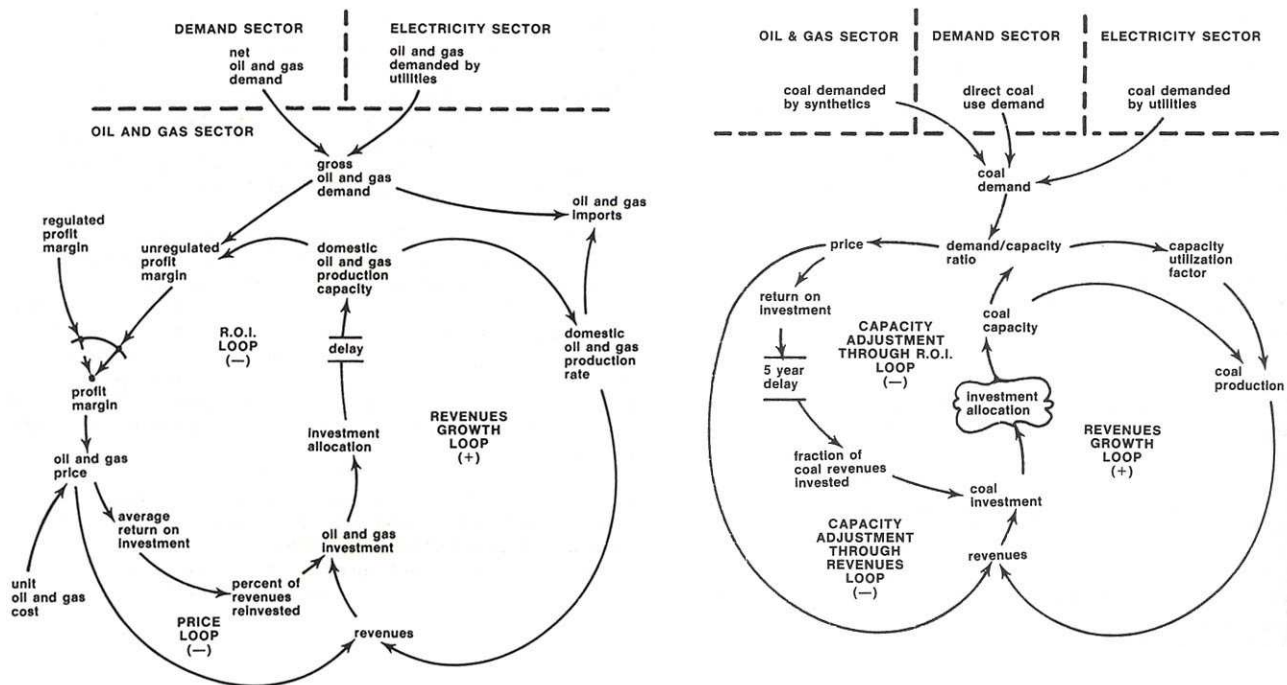 DEMAND SECTOR
net
oil and gas
demand
ELECTRICITY SECTOR
oil and gas
demanded by
utilities
OIL AND GAS SECTOR
gross
oil and gas
demand
oil and gas
imports
regulated
profit
margin
unregulated
profit
margin
domestic
oil and gas
production
capacity
R.O.I.
LOOP
(—)
delay
domestic
oil and gas
production
rate
profit
margin
investment
allocation
REVENUES
GROWTH
LOOP
(+)
oil and gas
price
average
return on
investment
oil and gas
investment
unit
oil and gas
cost
percent of
revenues
reinvested
PRICE
LOOP
(—)
revenues
OIL & GAS SECTOR
coal demanded
by synthetics
DEMAND SECTOR
direct coal
use demand
ELECTRICITY SECTOR
coal demanded
by utilities
coal
demand
price
demand/capacity
ratio
capacity
utilization
factor
return on
investment
coal
capacity
CAPACITY
ADJUSTMENT
THROUGH R.O.I.
LOOP
(—)
5 year
delay
coal
production
investment
allocation
REVENUES
GROWTH
LOOP
(+)
fraction of
coal revenues
invested
coal
investment
CAPACITY
ADJUSTMENT
THROUGH
REVENUES
LOOP
(—)
revenues